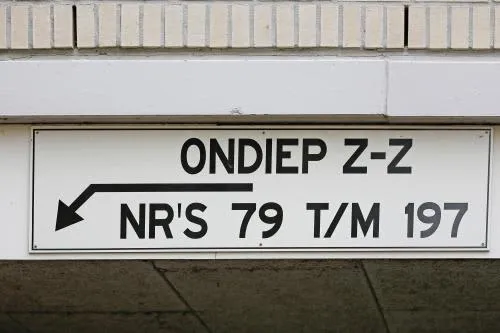 ONDIEP Z-Z
NR'S 79 T/M 197